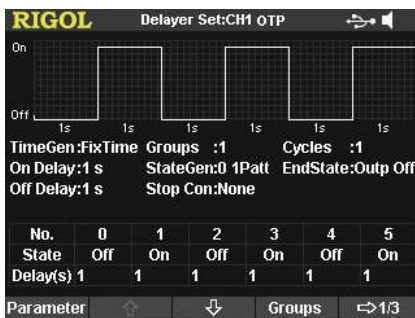 RIGOL Delayer Set:CH1 OTP
On
Off
1s 1s 1s 1s 1s 1s
TimeGen:FixTime Groups :1 Cycles :1
On Delay:1 s StateGen:0 1Patt EndState:Outp Off
Off Delay:1 s Stop Con:None
No. 0 1 2 3 4 5
State Off On Off On Off On
Delay(s) 1 1 1 1 1 1
Parameter Groups 1/3